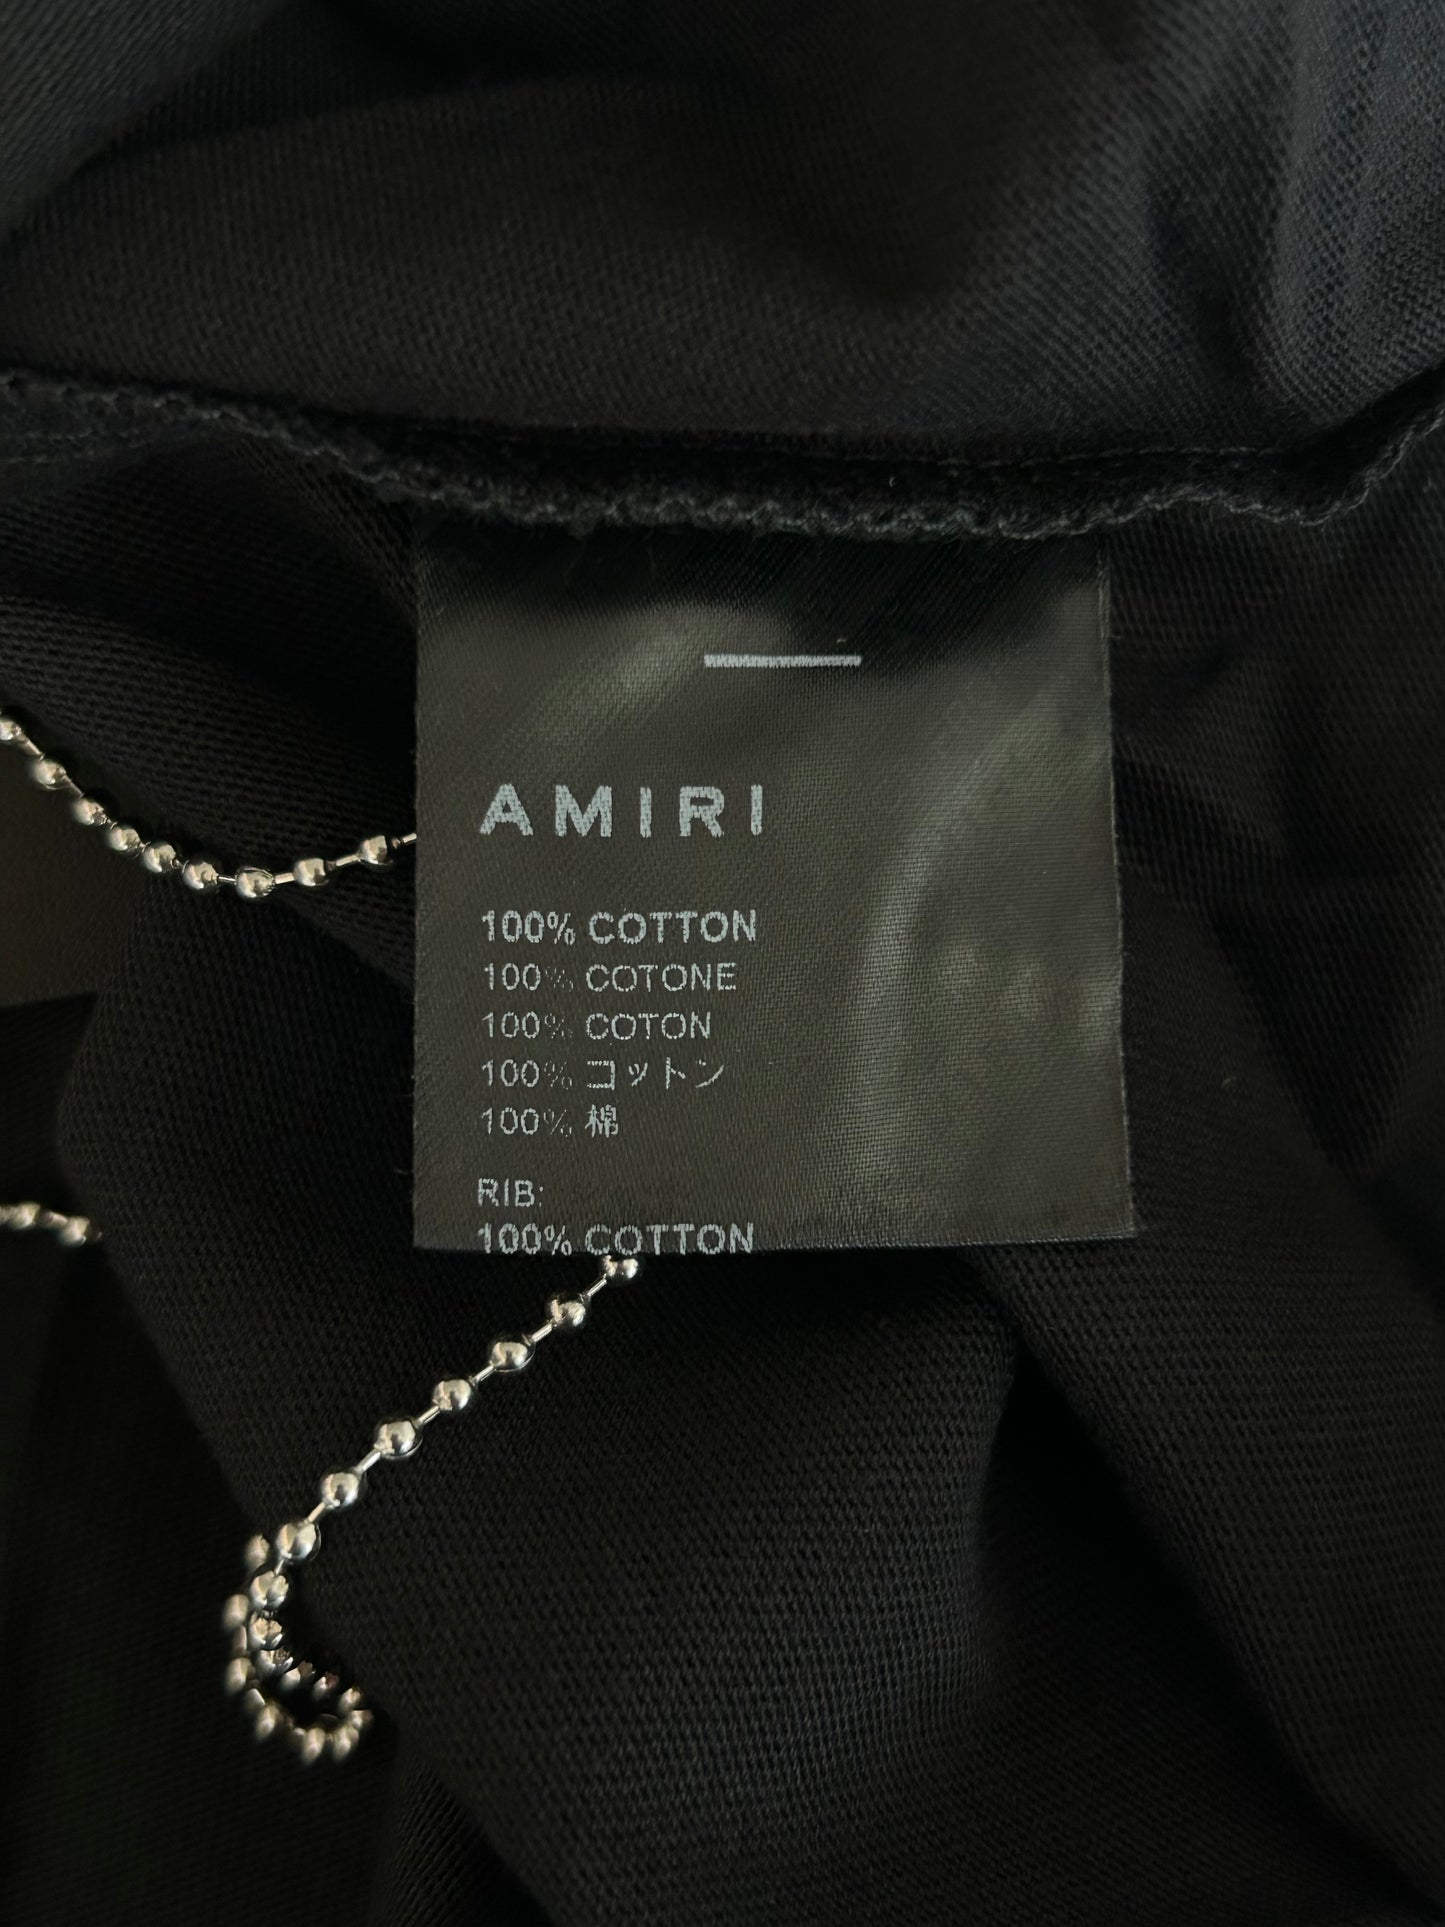 AMIRI
100% COTTON
100% COTONE
100% COTON
100% コットン
100% 棉
RIB:
100% COTTON